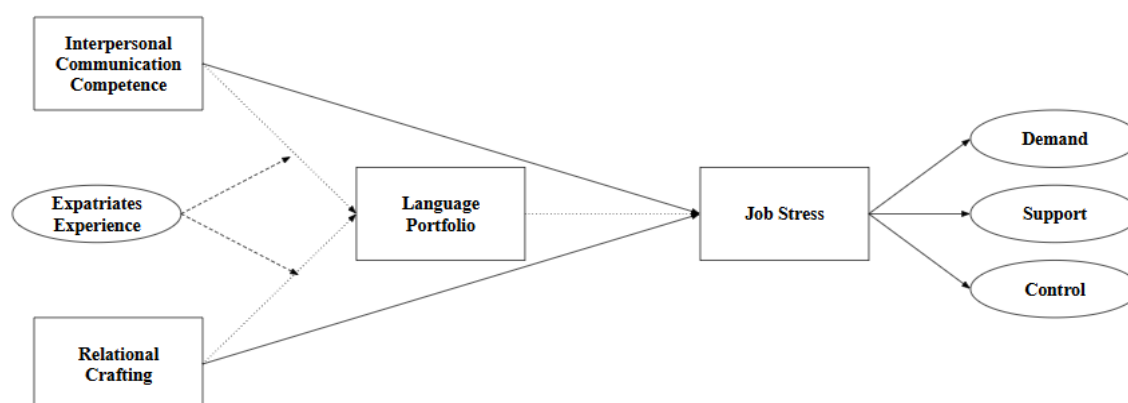 Interpersonal
Communication
Competence
Expatriates
Experience
Relational
Crafting
Language
Portfolio
Job Stress
Demand
Support
Control